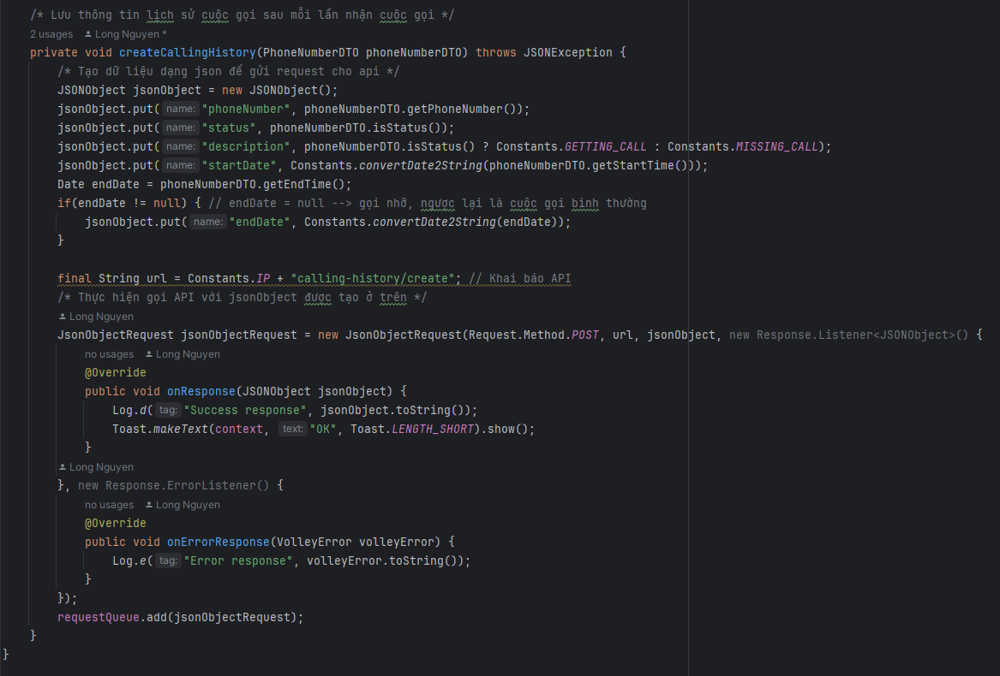 /* Lưu thông tin lịch sử cuộc gọi sau mỗi lần nhận cuộc gọi */
2 usages Long Nguyen *
private void createCallingHistory(PhoneNumberDTO phoneNumberDTO) throws JSONException {
/* Tạo dữ liệu dạng json để gửi request cho api */
JSONObject jsonObject = new JSONObject();
jsonObject.put( name: "phoneNumber", phoneNumberDTO.getPhoneNumber());
jsonObject.put( name: "status", phoneNumberDTO.isStatus());
jsonObject.put( name: "description", phoneNumberDTO.isStatus() ? Constants.GETTING_CALL : Constants.MISSING_CALL);
jsonObject.put( name: "startDate", Constants.convertDate2String(phoneNumberDTO.getStartTime()));
Date endDate = phoneNumberDTO.getEndTime();
if(endDate != null) { // endDate = null --> gọi nhỡ, ngược lại là cuộc gọi bình thường
jsonObject.put( name: "endDate", Constants.convertDate2String(endDate));
}
final String url = Constants.IP + "calling-history/create"; // Khai báo API
/* Thực hiện gọi API với jsonObject được tạo ở trên */
Long Nguyen
JsonObjectRequest jsonObjectRequest = new JsonObjectRequest(Request.Method.POST, url, jsonObject, new Response.Listener<JSONObject>() {
no usages Long Nguyen
@Override
public void onResponse(JSONObject jsonObject) {
Log.d( tag: "Success response", jsonObject.toString());
Toast.makeText(context, text: "OK", Toast.LENGTH_SHORT).show();
}
Long Nguyen
}, new Response.ErrorListener() {
no usages Long Nguyen
@Override
public void onErrorResponse(VolleyError volleyError) {
Log.e( tag: "Error response", volleyError.toString());
}
});
requestQueue.add(jsonObjectRequest);
}
}